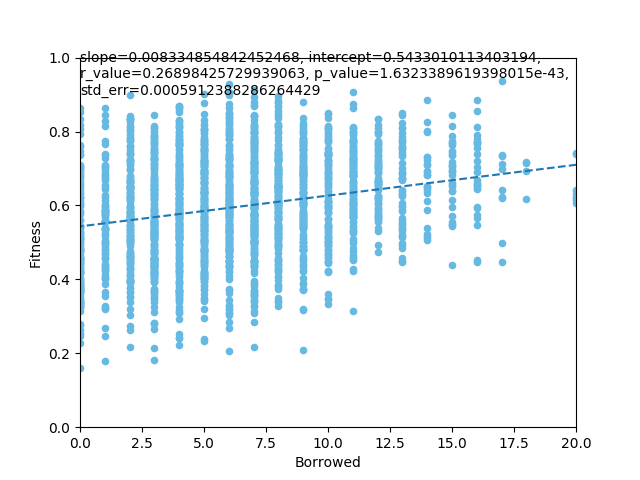 slope=0.008334854842452468, intercept=0.5433010113403194,
r_value=0.26898425729939063, p_value=1.6323389619398015e-43,
std_err=0.0005912388286264429
1.0
0.8
0.6
0.4
0.2
0.0
Fitness
0.0 2.5 5.0 7.5 10.0 12.5 15.0 17.5 20.0
Borrowed